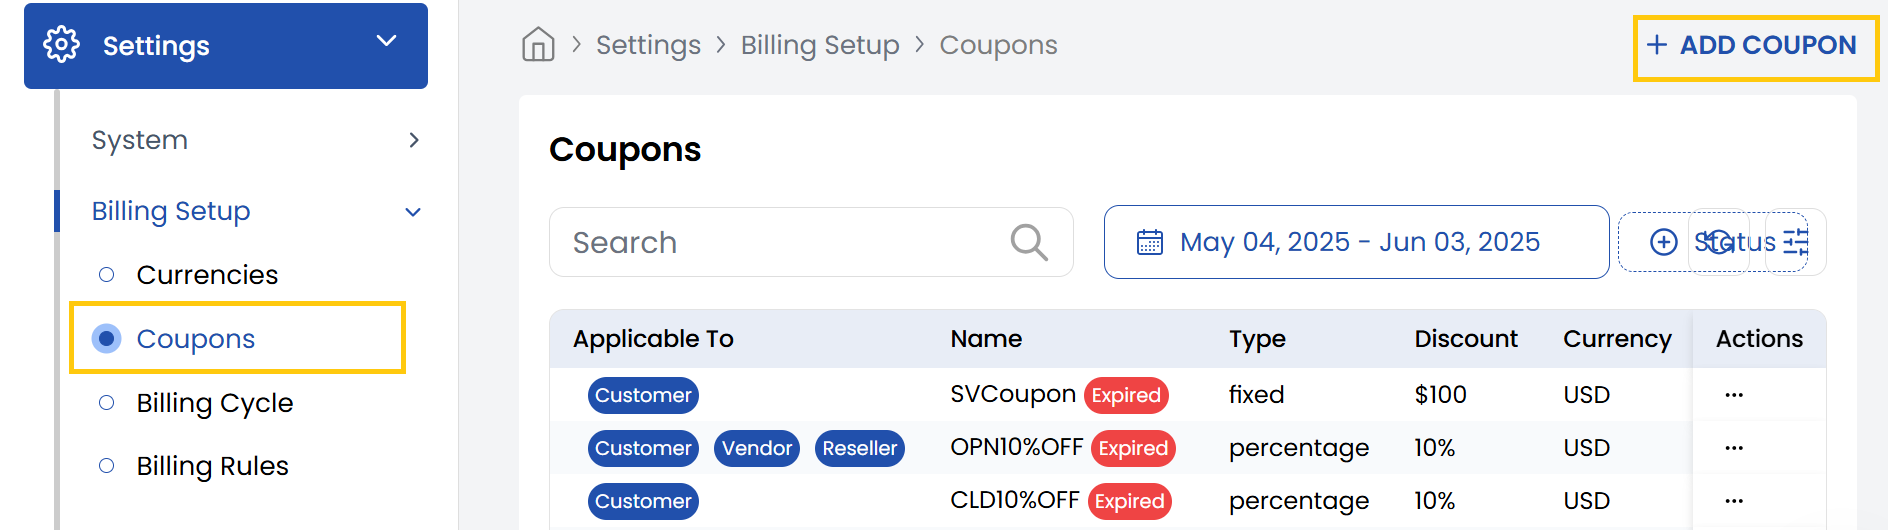 Settings
System
Billing Setup
Currencies
Coupons
Billing Cycle
Billing Rules
Settings Billing Setup Coupons
+ ADD COUPON
Coupons
Search May 04, 2025 - Jun 03, 2025 Status
Applicable To Name Type Discount Currency Actions
Customer SVCoupon Expired fixed $100 USD ...
Customer Vendor Reseller OPN10%OFF Expired percentage 10% USD ...
Customer CLD10%OFF Expired percentage 10% USD ...